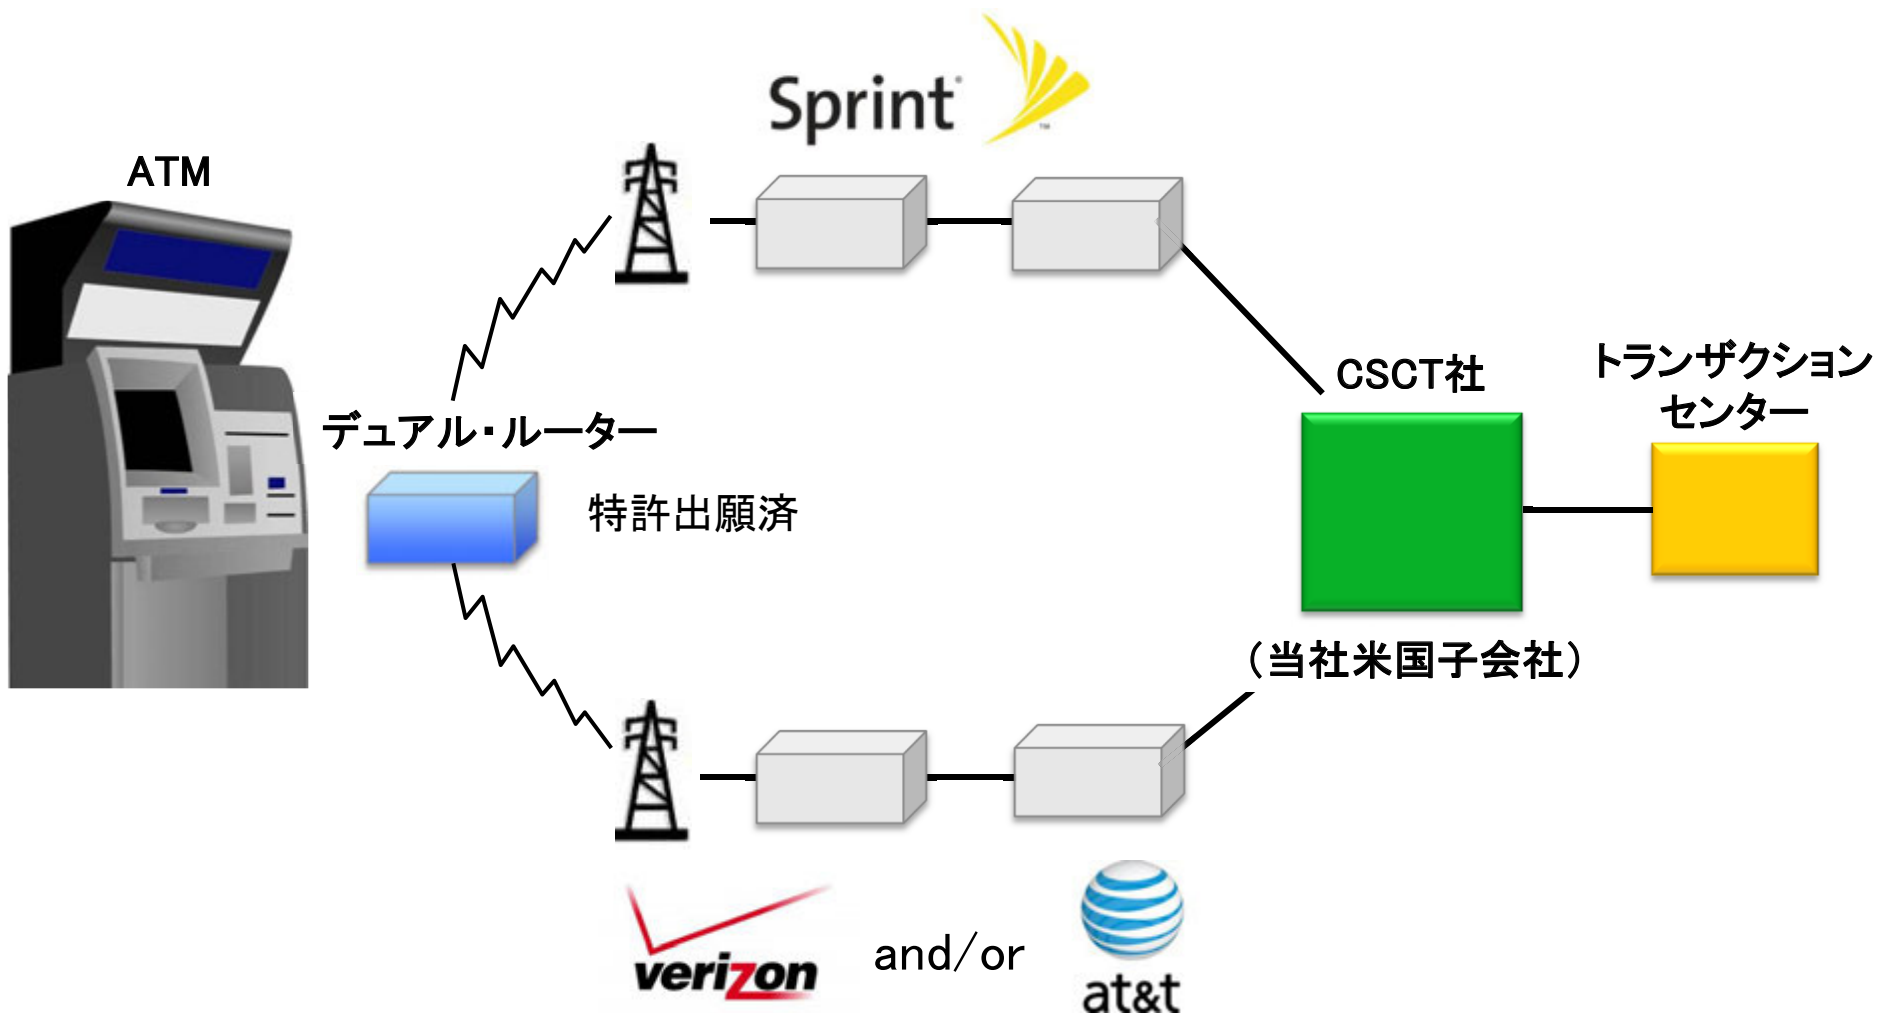 Sprint
ATM
デュアル・ルーター
特許出願済
CSCT社
トランザクション
センター
（当社米国子会社）
verizon
and/or
at&t